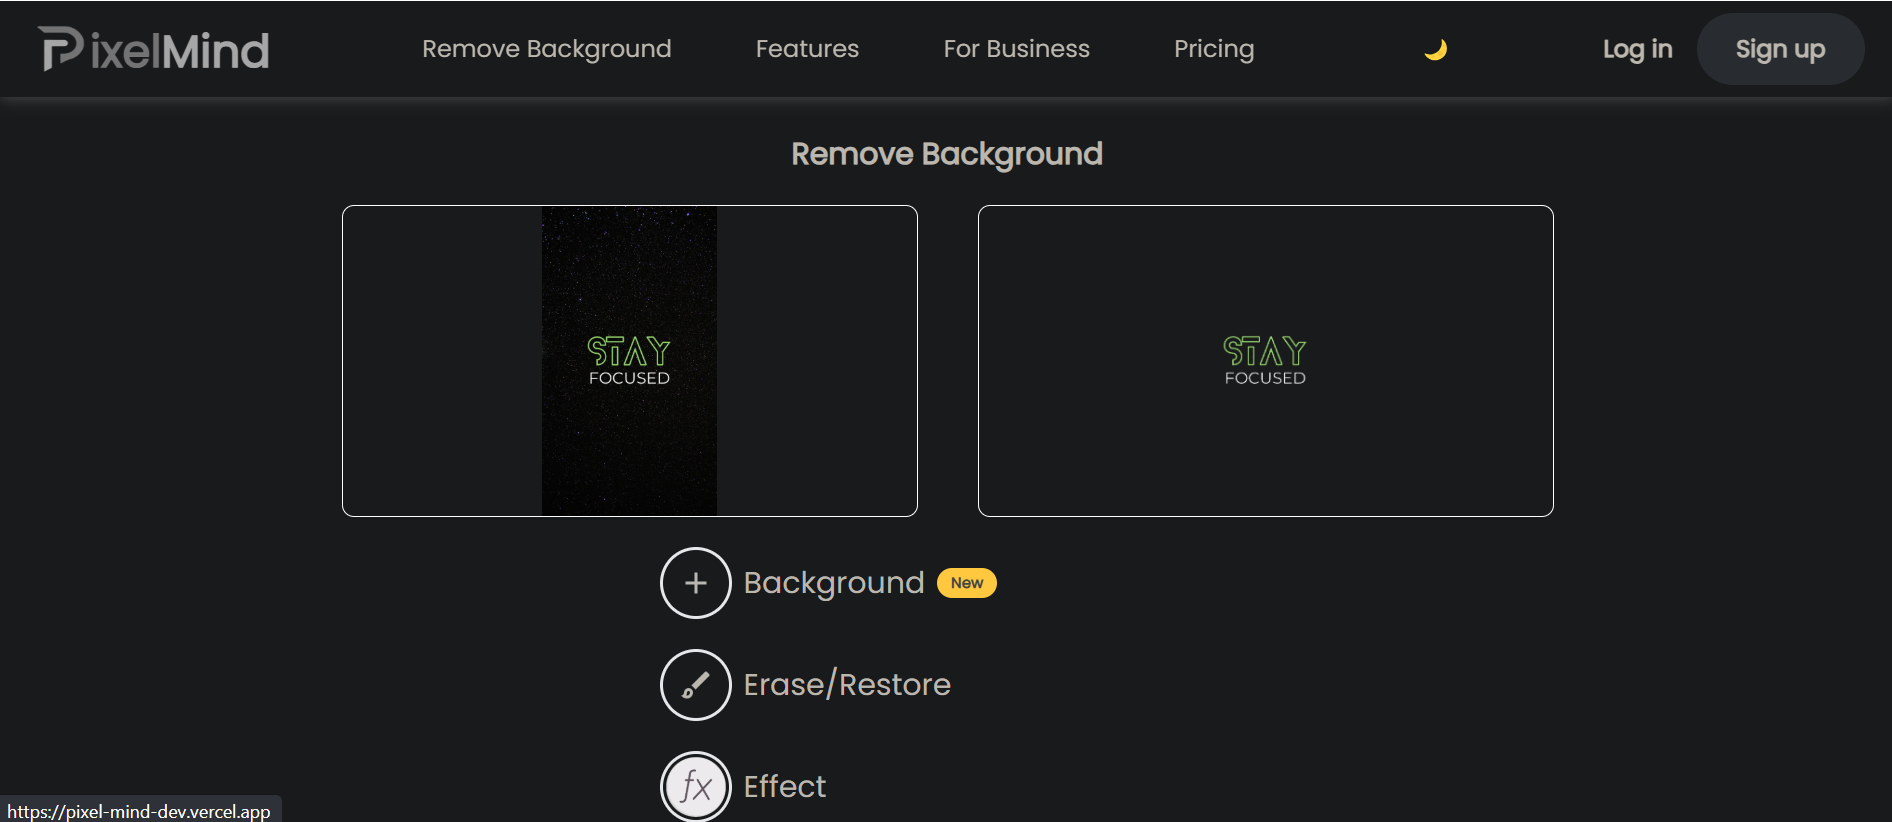 PixelMind
Remove Background
Features
For Business
Pricing
Log in
Sign up
Remove Background
STAY
FOCUSED
STAY
FOCUSED
Background New
Erase/Restore
fx Effect
https://pixel-mind-dev.vercel.app